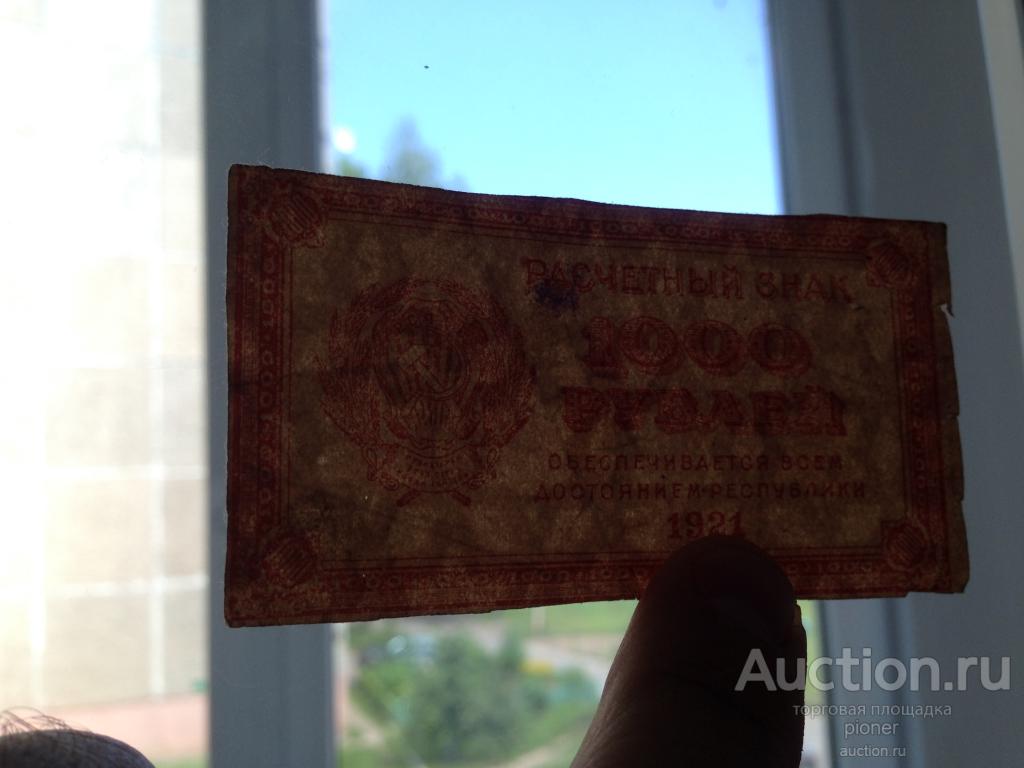 РАСЧЕТНЫЙ ЗНАК
1000
РУБЛЕЙ
ОБЕСПЕЧИВАЕТСЯ ВСЕМ
ДОСТОЯНИЕМ РЕСПУБЛИКИ
1921
Auction.ru
торговая площадка
pioner
auction.ru